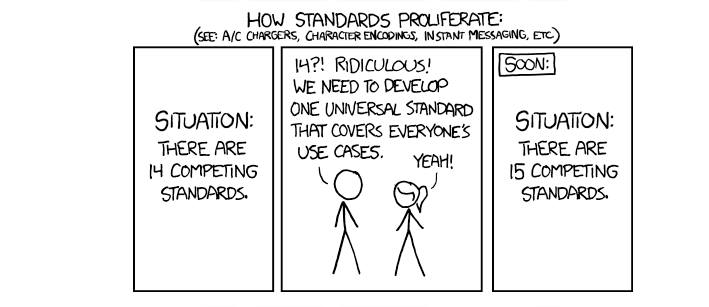 HOW STANDARDS PROLIFERATE:
(SEE: A/C CHARGERS, CHARACTER ENCODINGS, INSTANT MESSAGING, ETC.)
SITUATION:
THERE ARE
14 COMPETING
STANDARDS.
14?! RIDICULOUS!
WE NEED TO DEVELOP
ONE UNIVERSAL STANDARD
THAT COVERS EVERYONE'S
USE CASES.
YEAH!
SOON:
SITUATION:
THERE ARE
15 COMPETING
STANDARDS.